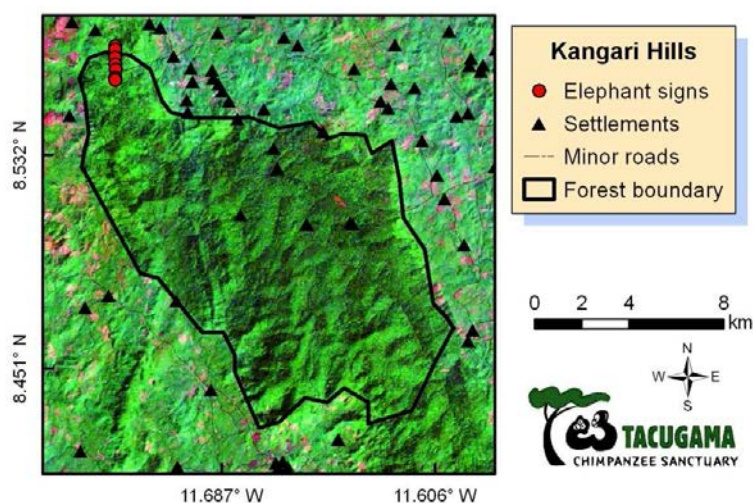 Kangari Hills
Elephant signs
Settlements
Minor roads
Forest boundary
8.532° N
8.451° N
11.687° W
11.606° W
0 2 4 8
km
N
W E
S
TACUGAMA
CHIMPANZEE SANCTUARY